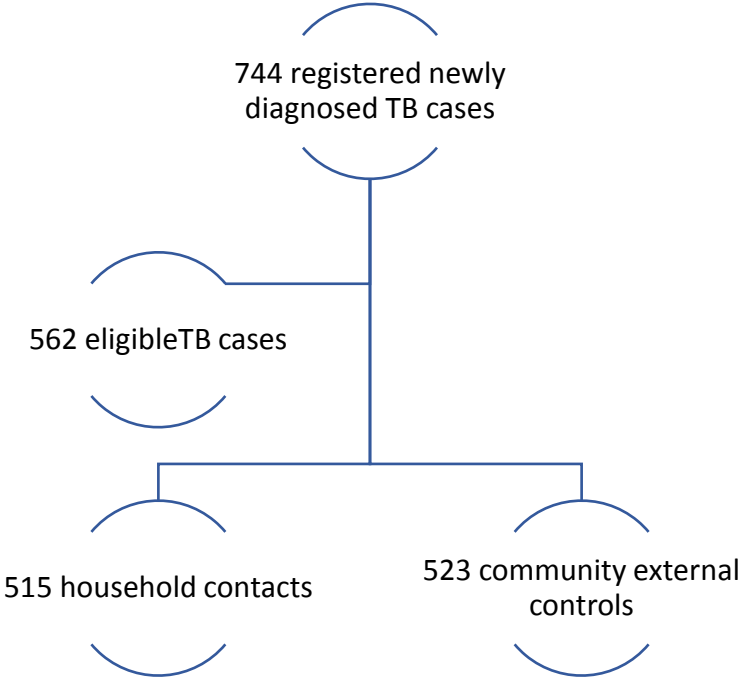 744 registered newly
diagnosed TB cases
562 eligibleTB cases
515 household contacts
523 community external
controls